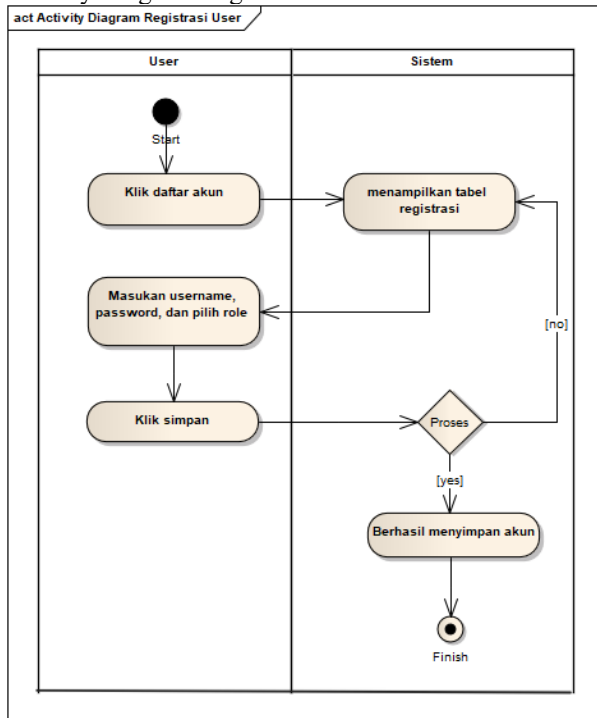 act Activity Diagram Registrasi User
User
Sistem
Start
Klik daftar akun
menampilkan tabel
registrasi
Masukan username,
password, dan pilih role
[no]
Klik simpan
Proses
[yes]
Berhasil menyimpan akun
Finish